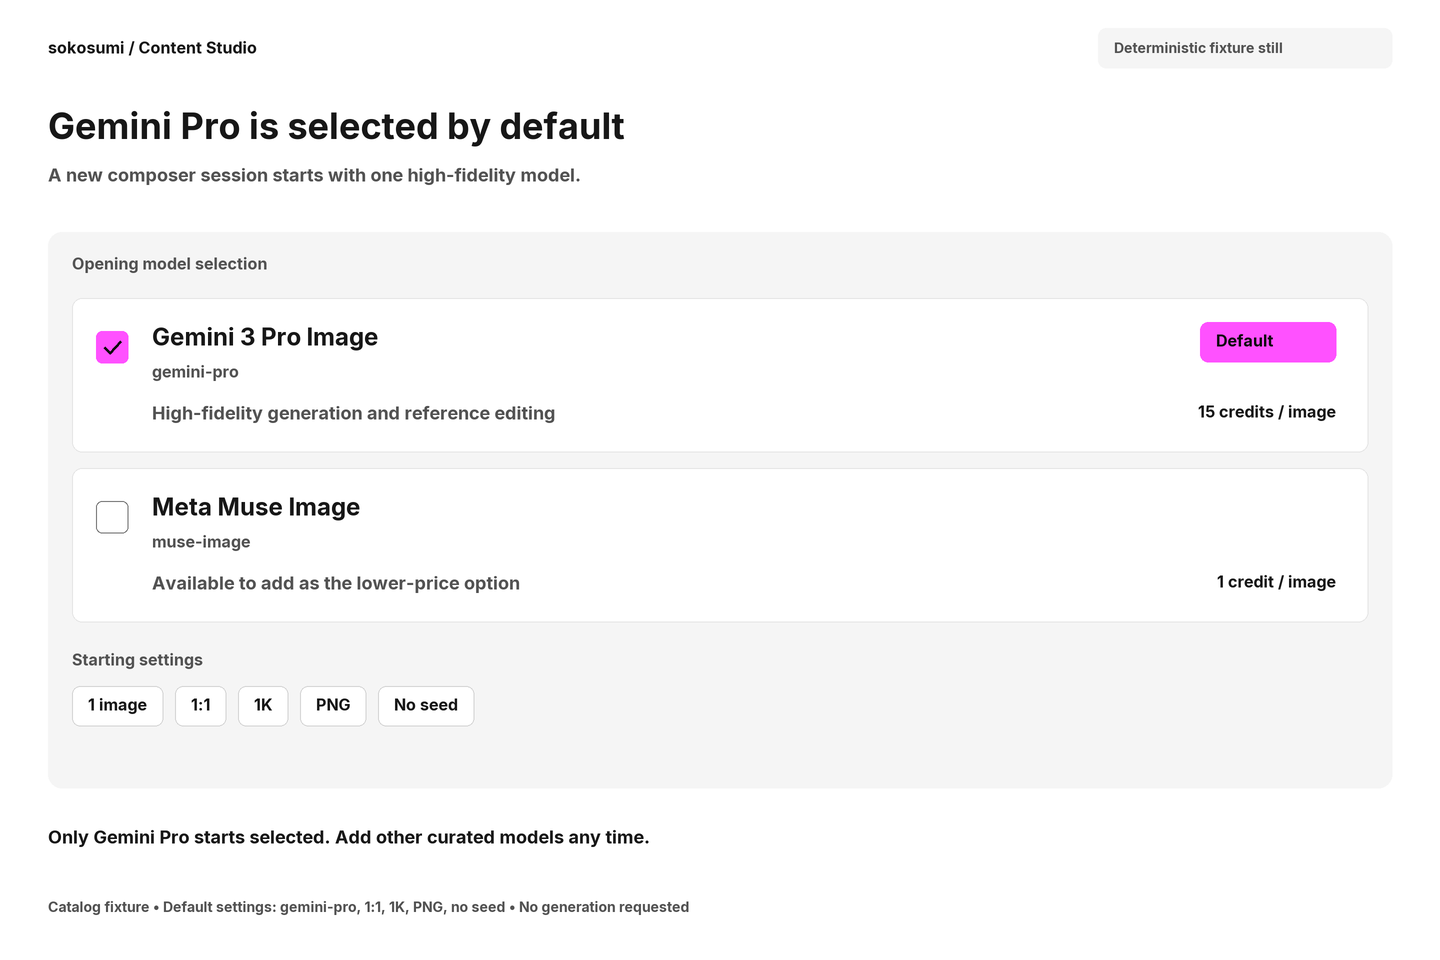 sokosumi / Content Studio
Deterministic fixture still
Gemini Pro is selected by default
A new composer session starts with one high-fidelity model.
Opening model selection
Gemini 3 Pro Image
Default
gemini-pro
High-fidelity generation and reference editing
15 credits / image
Meta Muse Image
muse-image
Available to add as the lower-price option
1 credit / image
Starting settings
1 image
1:1
1K
PNG
No seed
Only Gemini Pro starts selected. Add other curated models any time.
Catalog fixture • Default settings: gemini-pro, 1:1, 1K, PNG, no seed • No generation requested